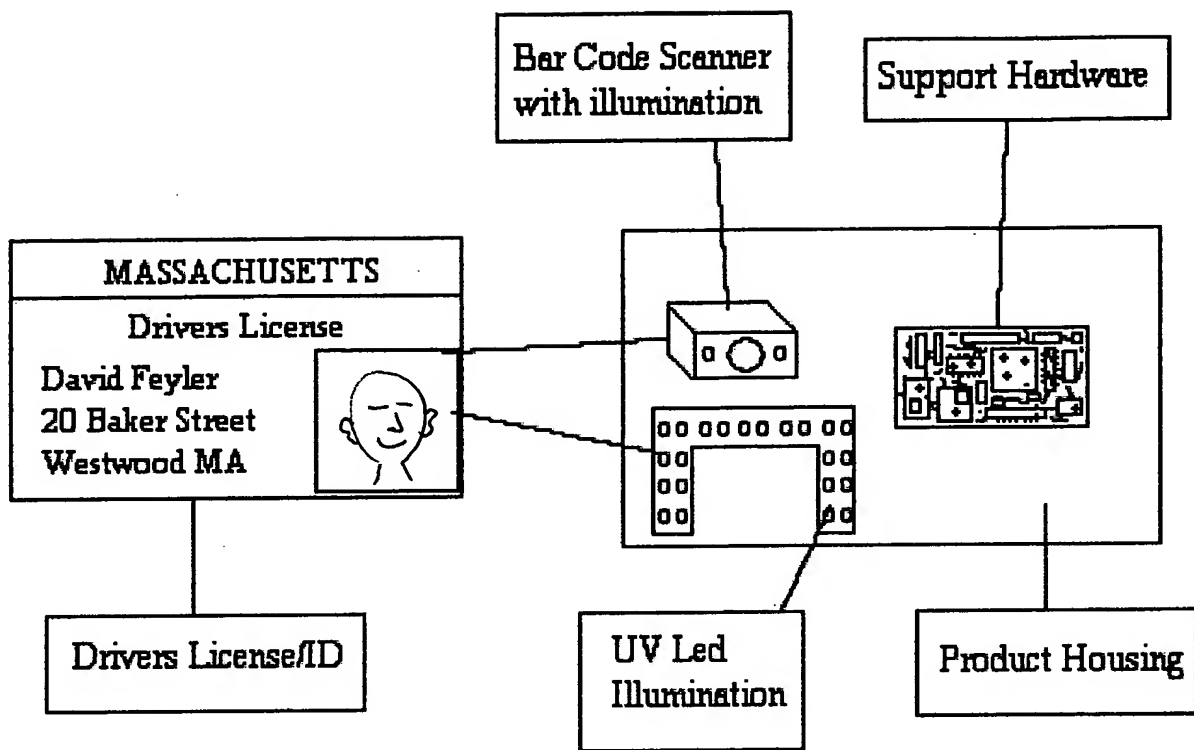 Bar Code Scanner
with illumination
Support Hardware
MASSACHUSETTS
Drivers License
David Feyler
20 Baker Street
Westwood MA
Drivers License/ID
UV Led
Illumination
Product Housing